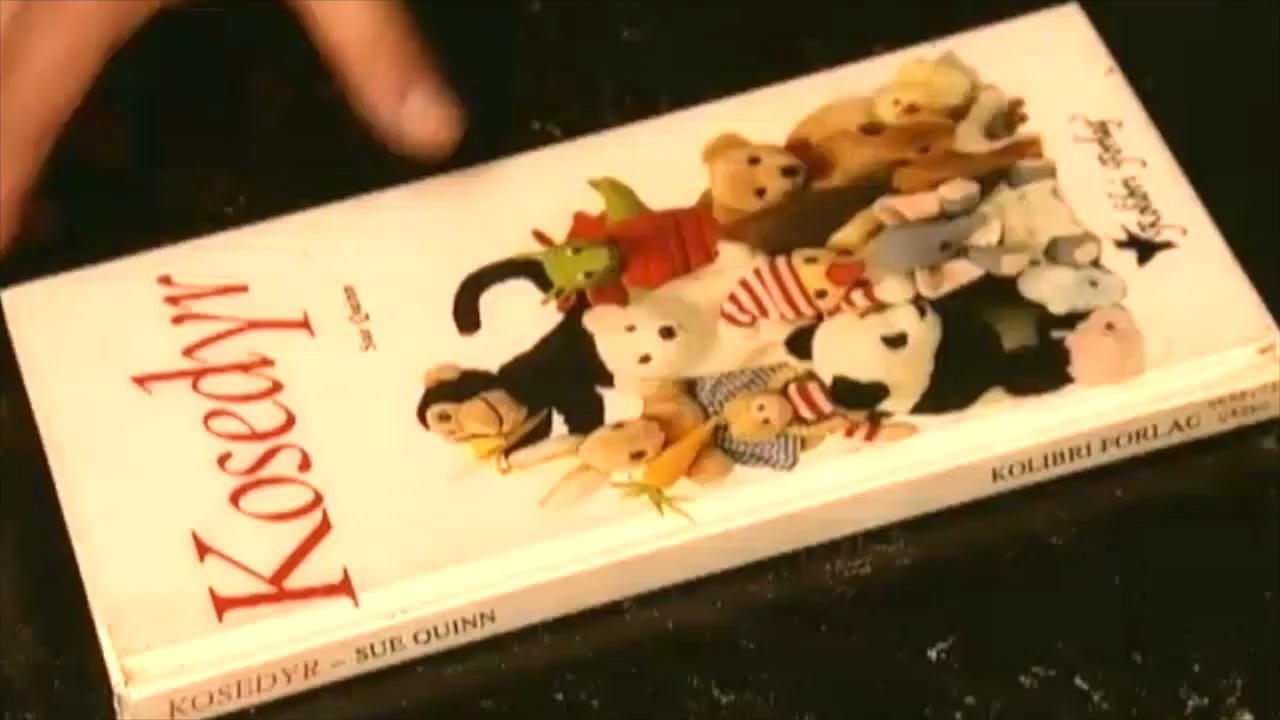 Kosedyr
Sue Quinn
Kolibri forlag
KOSEDYR – SUE QUINN
KOLIBRI FORLAG